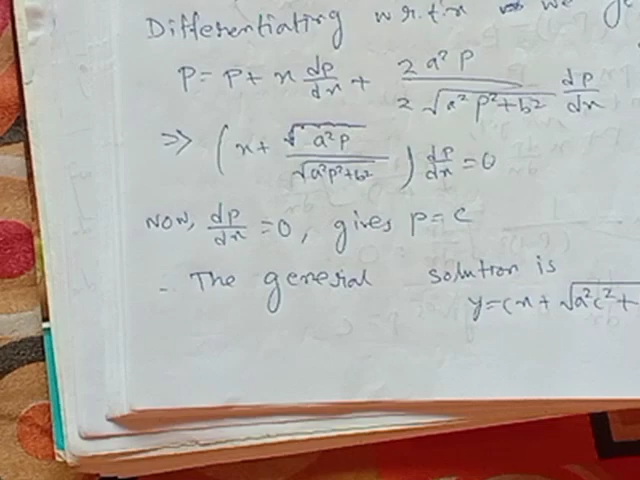 Differentiating w.r.t x we
P = P + x dp/dx + 2a²P / 2√a²p²+b² dp/dx
⇒ (x + √a²p / √a²p²+b²) dp/dx = 0
NOW, dp/dx = 0, gives P = c
- The general solution is
y = cx + √a²c² +